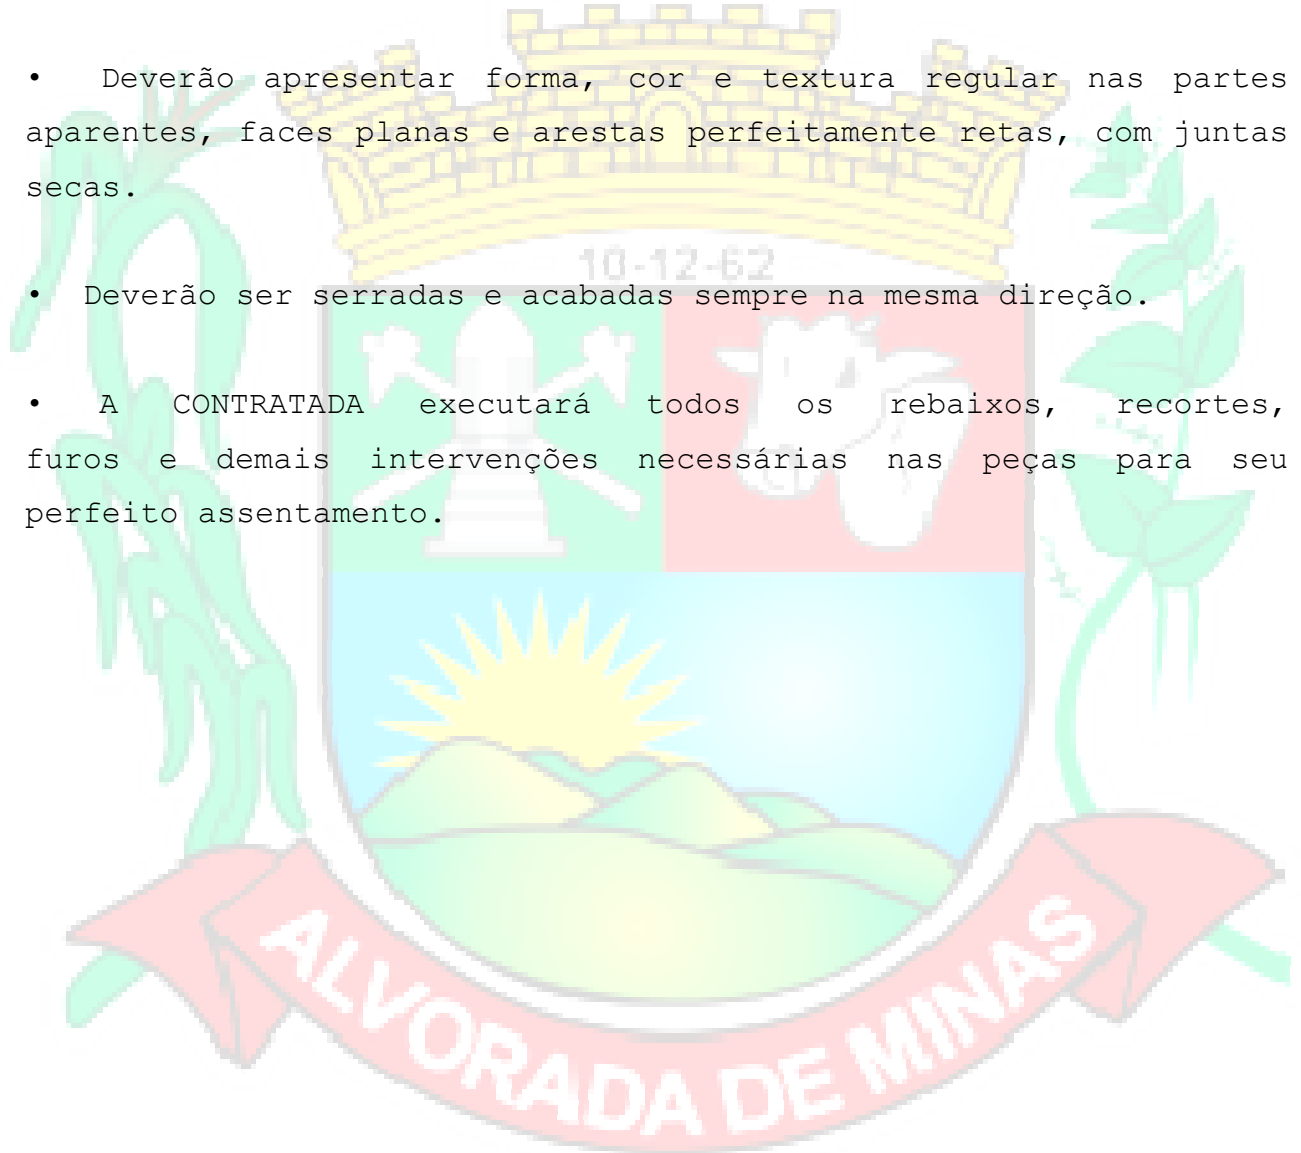 • Deverão apresentar forma, cor e textura regular nas partes
aparentes, faces planas e arestas perfeitamente retas, com juntas
secas.
10-12-62
• Deverão ser serradas e acabadas sempre na mesma direção.
• A CONTRATADA executará todos os rebaixos, recortes,
furos e demais intervenções necessárias nas peças para seu
perfeito assentamento.
ALVORADA DE MINAS